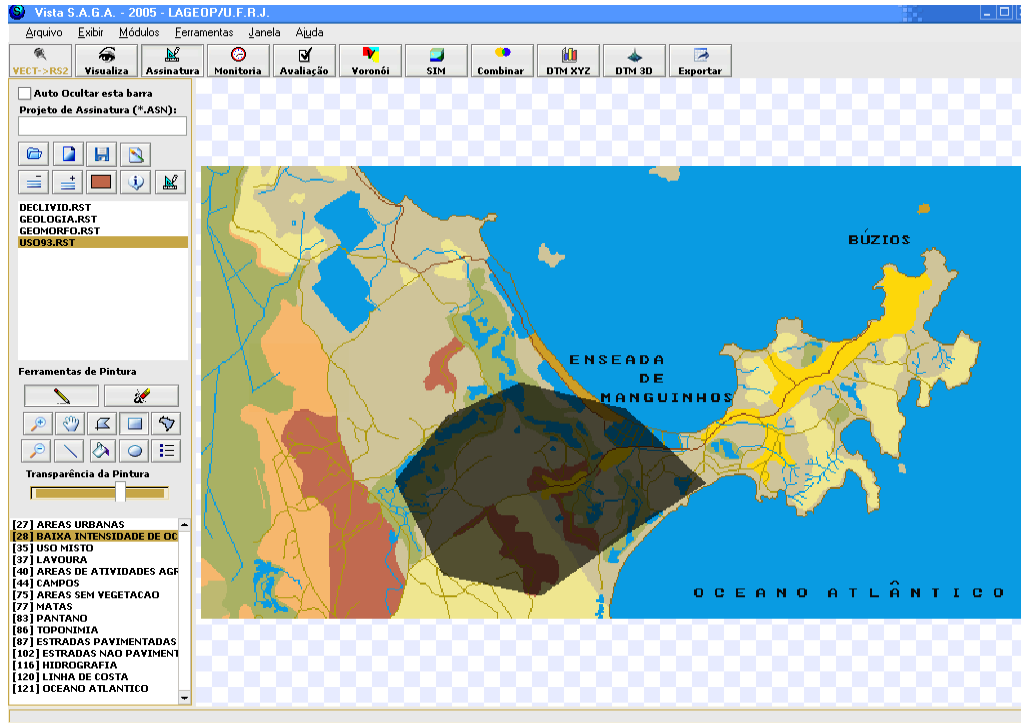 Vista S.A.G.A. - 2005 - LAGEOP/U.F.R.J.
Arquivo Exibir Módulos Ferramentas Janela Ajuda
VECT->RS2 Visualiza Assinatura Monitoria Avaliação Voronói SIM Combinar DTM XYZ DTM 3D Exportar
Auto Ocultar esta barra
Projeto de Assinatura (*.ASN):
DECLIVID.RST
GEOLOGIA.RST
GEOMORFO.RST
USO93.RST
Ferramentas de Pintura
Transparência da Pintura
[27] AREAS URBANAS
[28] BAIXA INTENSIDADE DE OC
[35] USO MISTO
[37] LAVOURA
[40] AREAS DE ATIVIDADES AGR
[44] CAMPOS
[75] AREAS SEM VEGETACAO
[77] MATAS
[83] PANTANO
[86] TOPONIMIA
[87] ESTRADAS PAVIMENTADAS
[102] ESTRADAS NAO PAVIMENT
[116] HIDROGRAFIA
[120] LINHA DE COSTA
[121] OCEANO ATLANTICO
BÚZIOS
ENSEADA
DE
MANGUINHOS
OCEANO ATLÂNTICO